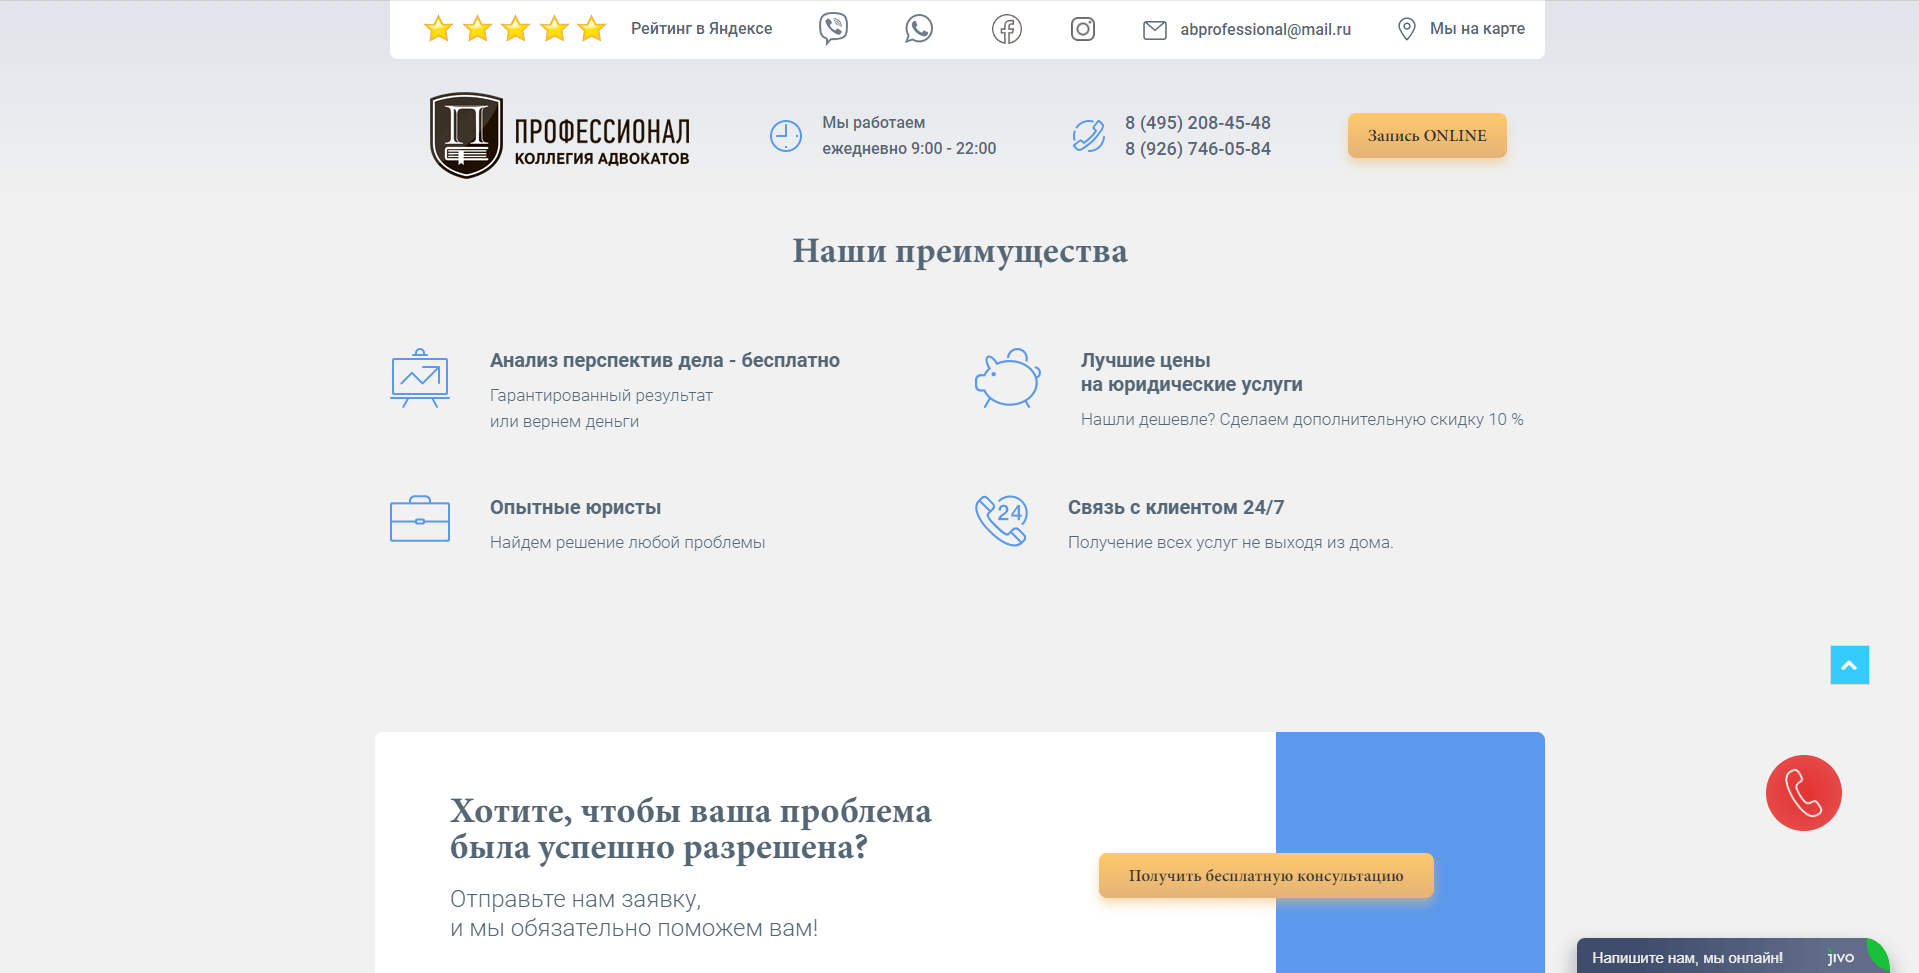 Рейтинг в Яндексе
abprofessional@mail.ru
Мы на карте
П
ПРОФЕССИОНАЛ
КОЛЛЕГИЯ АДВОКАТОВ
Мы работаем
ежедневно 9:00 - 22:00
8 (495) 208-45-48
8 (926) 746-05-84
Запись ONLINE
Наши преимущества
Анализ перспектив дела - бесплатно
Гарантированный результат
или вернем деньги
Лучшие цены
на юридические услуги
Нашли дешевле? Сделаем дополнительную скидку 10 %
Опытные юристы
Найдем решение любой проблемы
24
Связь с клиентом 24/7
Получение всех услуг не выходя из дома.
Хотите, чтобы ваша проблема
была успешно разрешена?
Отправьте нам заявку,
и мы обязательно поможем вам!
Получить бесплатную консультацию
Напишите нам, мы онлайн!
jivo